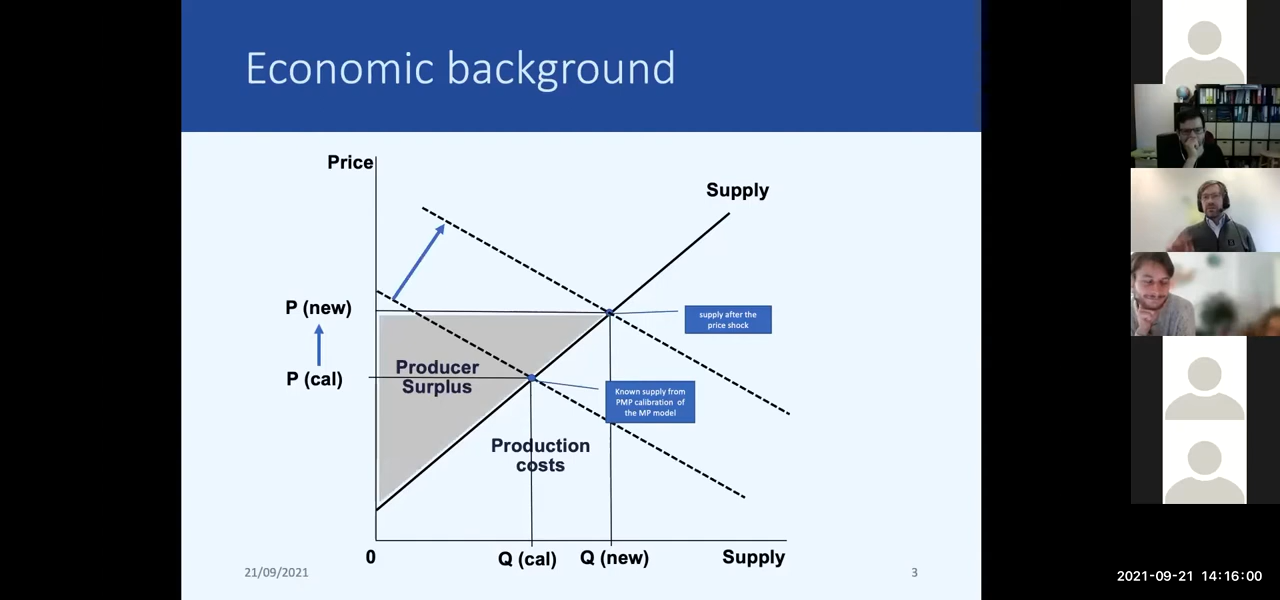 Economic background
Price
Supply
P (new)
supply after the
price shock
Producer
Surplus
P (cal)
Known supply from
PMP calibration of
the MP model
Production
costs
0
Q (cal)
Q (new)
Supply
21/09/2021
3
2021-09-21 14:16:00